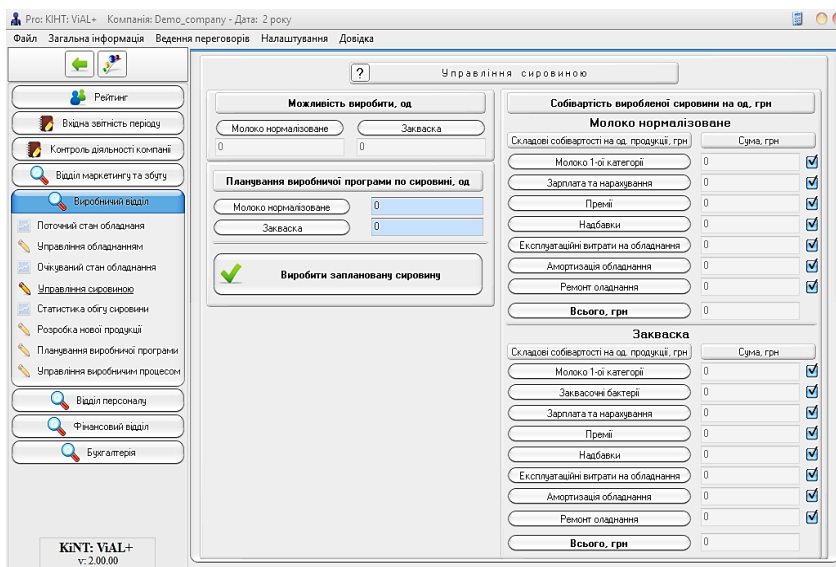 Pro: КІНТ: ViAL+ Компанія: Demo_company - Дата: 2 року
Файл Загальна інформація Ведення переговорів Налаштування Довідка
? Управління сировиною
Рейтинг
Вхідна звітність періоду
Контроль діяльності компанії
Відділ маркетингу та збуту
Виробничий відділ
Поточний стан обладнаня
Управління обладнанням
Очікуваний стан обладнання
Управління сировиною
Статистика обігу сировини
Розробка нової продукції
Планування виробничої програми
Управління виробничим процесом
Відділ персоналу
Фінансовий відділ
Бухгалтерія
KiNT: ViAL+
v: 2.00.00
Можливість виробити, од
Молоко нормалізоване Закваска
0 0
Планування виробничої програми по сировині, од
Молоко нормалізоване 0
Закваска 0
Виробити заплановану сировину
Собівартість виробленої сировини на од, грн
Молоко нормалізоване
Складові собівартості на од. продукції, грн Сума, грн
Молоко 1-ої категорії 0
Зарплата та нарахування 0
Премії 0
Надбавки 0
Експлуатаційні витрати на обладнання 0
Амортизація обладнання 0
Ремонт оладнання 0
Всього, грн 0
Закваска
Складові собівартості на од. продукції, грн Сума, грн
Молоко 1-ої категорії 0
Заквасочні бактерії 0
Зарплата та нарахування 0
Премії 0
Надбавки 0
Експлуатаційні витрати на обладнання 0
Амортизація обладнання 0
Ремонт оладнання 0
Всього, грн 0